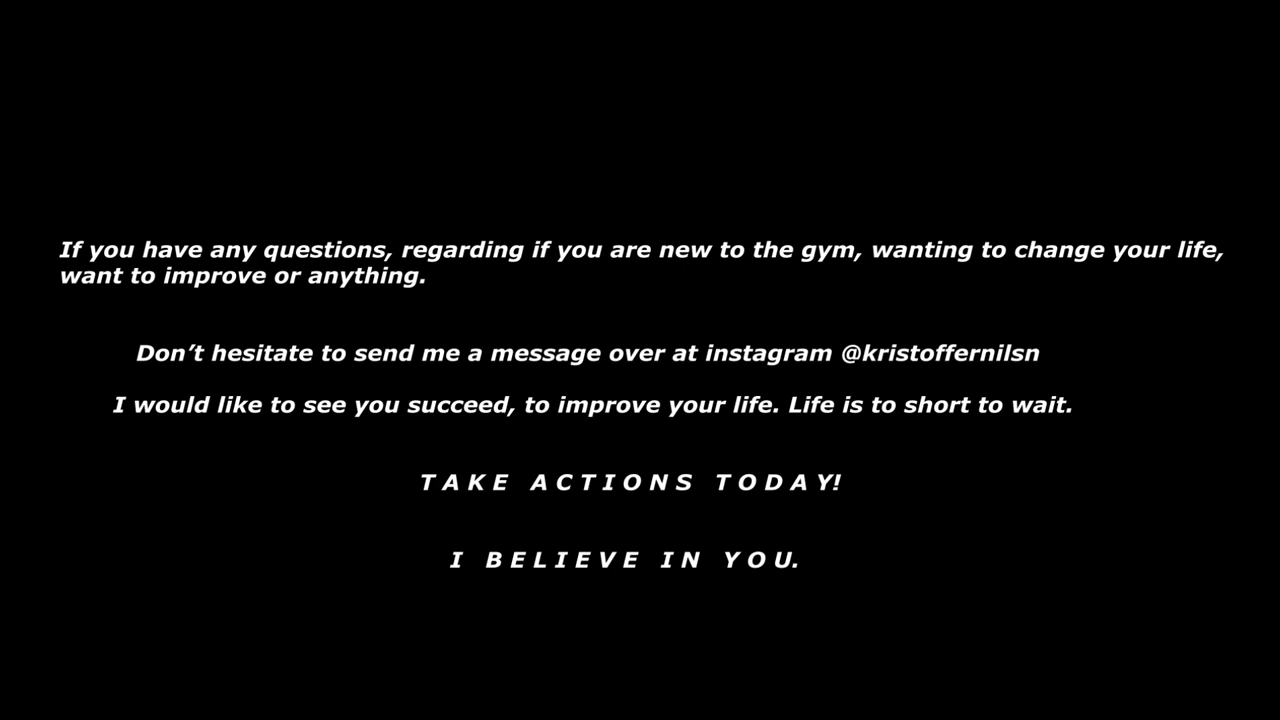 If you have any questions, regarding if you are new to the gym, wanting to change your life,
want to improve or anything.
Don’t hesitate to send me a message over at instagram @kristoffernilsn
I would like to see you succeed, to improve your life. Life is to short to wait.
TAKE ACTIONS TODAY!
I BELIEVE IN YOU.